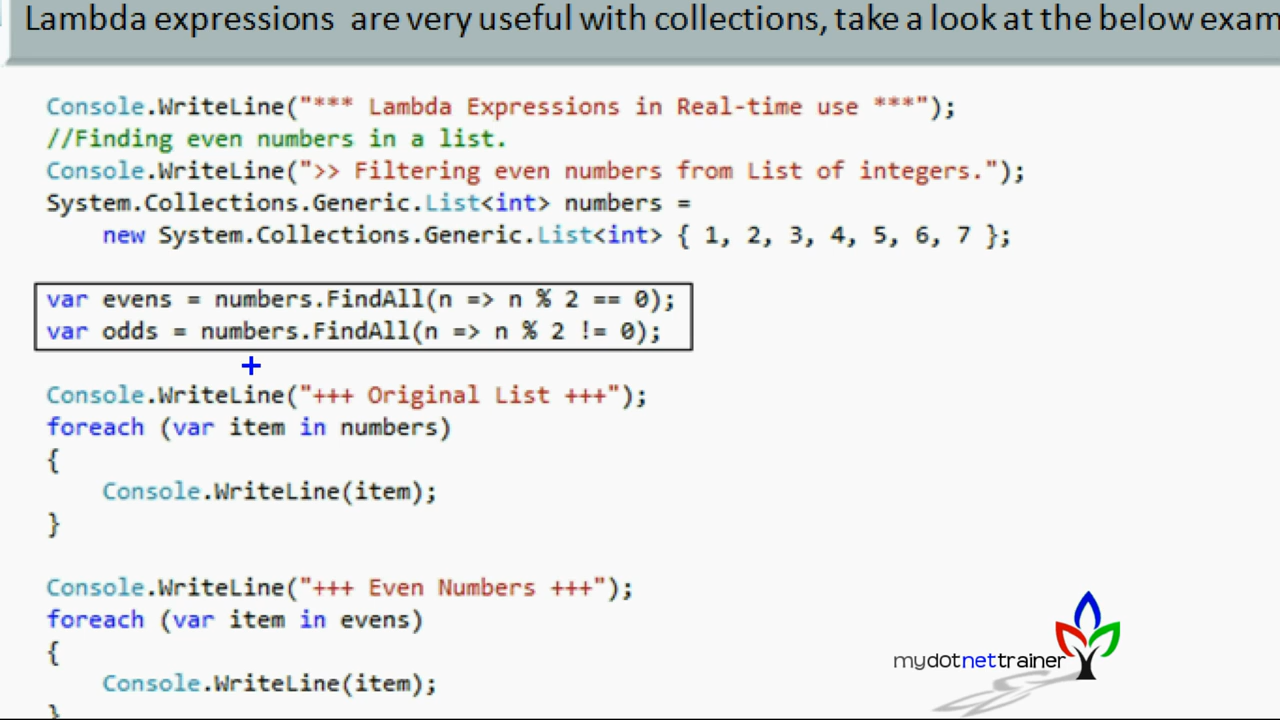 Lambda expressions are very useful with collections, take a look at the below exam
Console.WriteLine("*** Lambda Expressions in Real-time use ***");
//Finding even numbers in a list.
Console.WriteLine(">> Filtering even numbers from List of integers.");
System.Collections.Generic.List<int> numbers =
    new System.Collections.Generic.List<int> { 1, 2, 3, 4, 5, 6, 7 };
var evens = numbers.FindAll(n => n % 2 == 0);
var odds = numbers.FindAll(n => n % 2 != 0);
Console.WriteLine("+++ Original List +++");
foreach (var item in numbers)
{
    Console.WriteLine(item);
}
Console.WriteLine("+++ Even Numbers +++");
foreach (var item in evens)
{
    Console.WriteLine(item);
}
mydotnettrainer